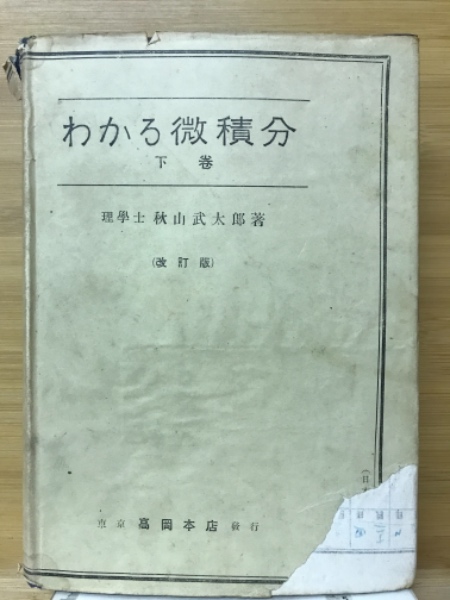 わかる微積分
下巻
理學士 秋山武太郎著
(改訂版)
東京 高岡本店 發行